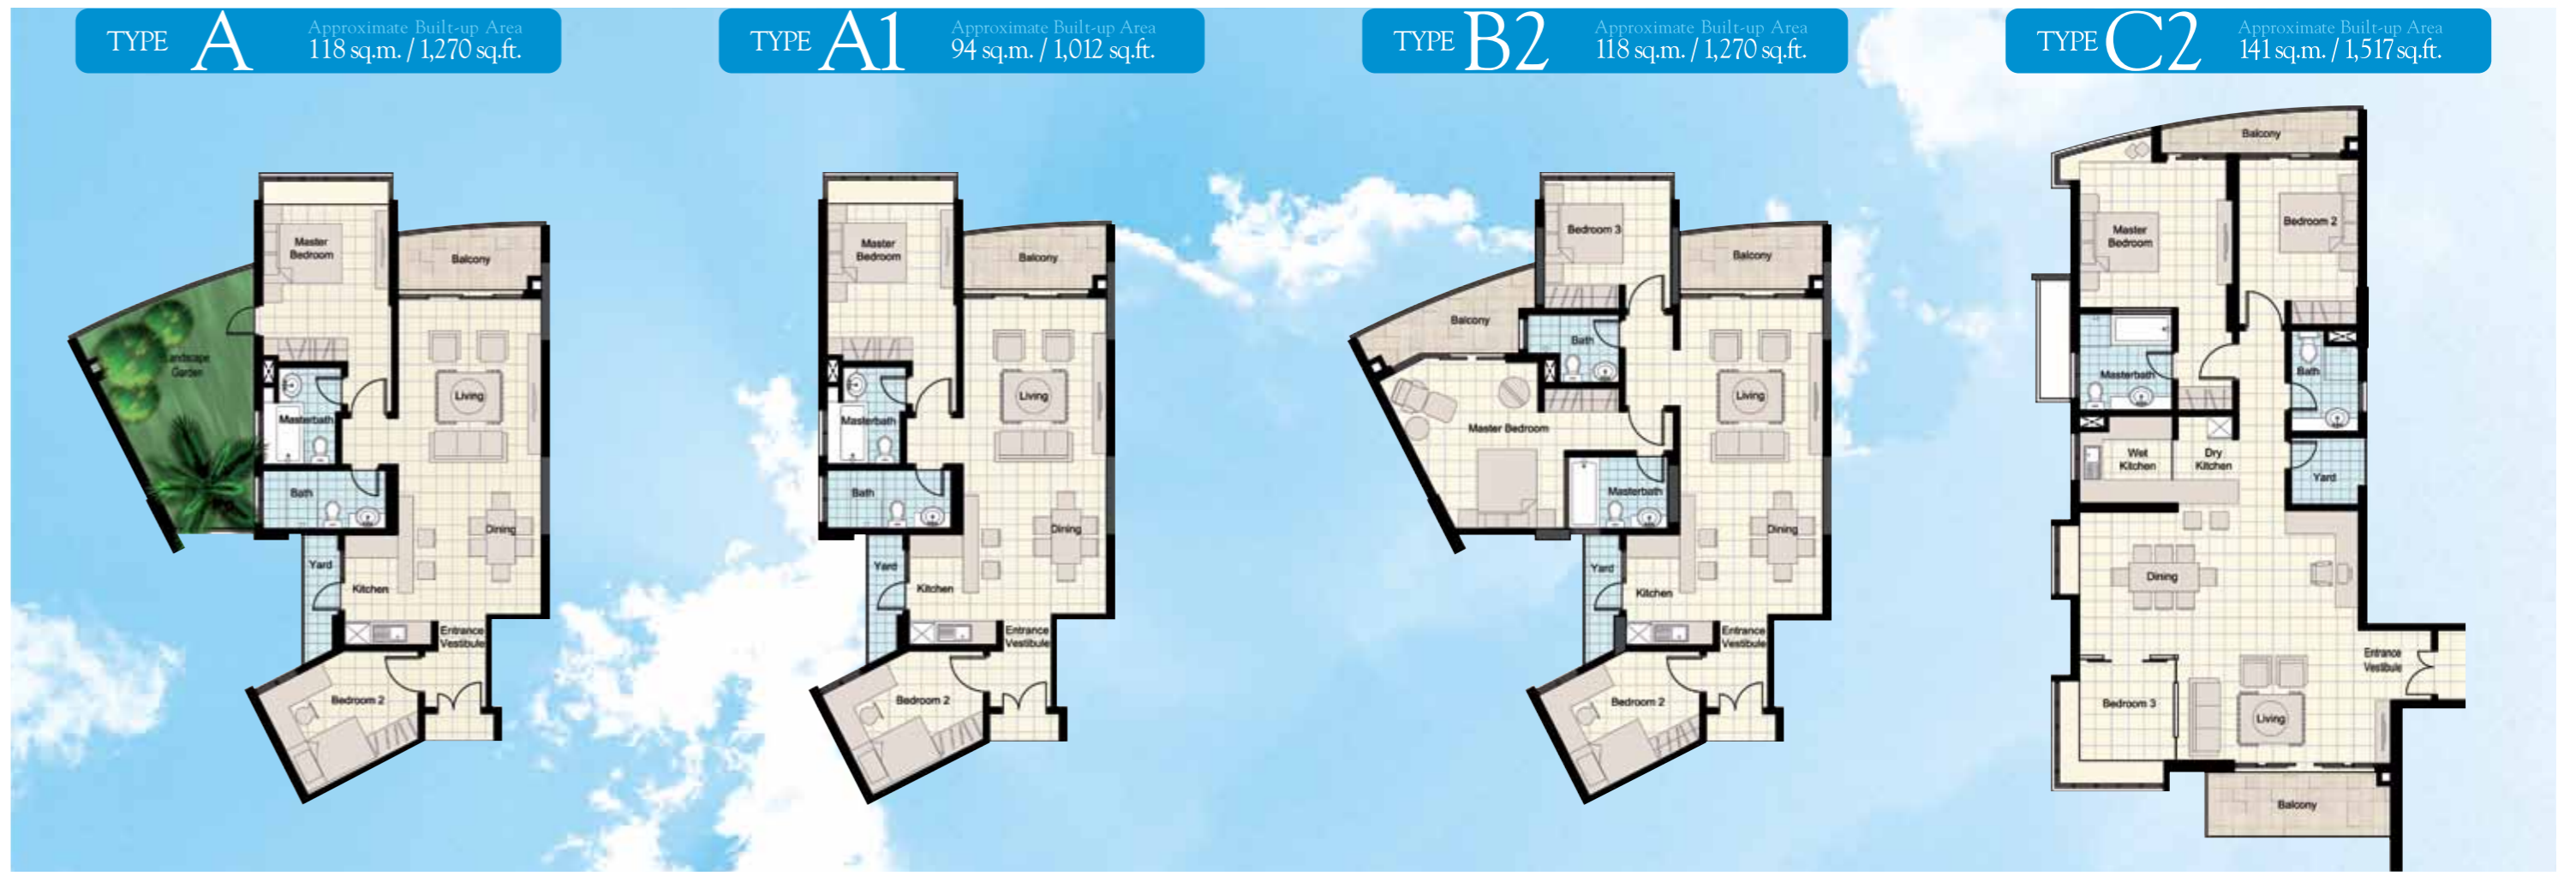 TYPE A
Approximate Built-up Area
118 sq.m. / 1,270 sq.ft.
Master
Bedroom
Balcony
Landscape
Garden
Living
Masterbath
Bath
Dining
Yard
Kitchen
Entrance
Vestibule
Bedroom 2
TYPE A1
Approximate Built-up Area
94 sq.m. / 1,012 sq.ft.
Master
Bedroom
Balcony
Living
Masterbath
Bath
Dining
Yard
Kitchen
Entrance
Vestibule
Bedroom 2
TYPE B2
Approximate Built-up Area
118 sq.m. / 1,270 sq.ft.
Bedroom 3
Balcony
Balcony
Bath
Living
Master Bedroom
Masterbath
Dining
Yard
Kitchen
Entrance
Vestibule
Bedroom 2
TYPE C2
Approximate Built-up Area
141 sq.m. / 1,517 sq.ft.
Balcony
Bedroom 2
Master
Bedroom
Masterbath
Bath
Wet
Kitchen
Dry
Kitchen
Yard
Dining
Entrance
Vestibule
Bedroom 3
Living
Balcony